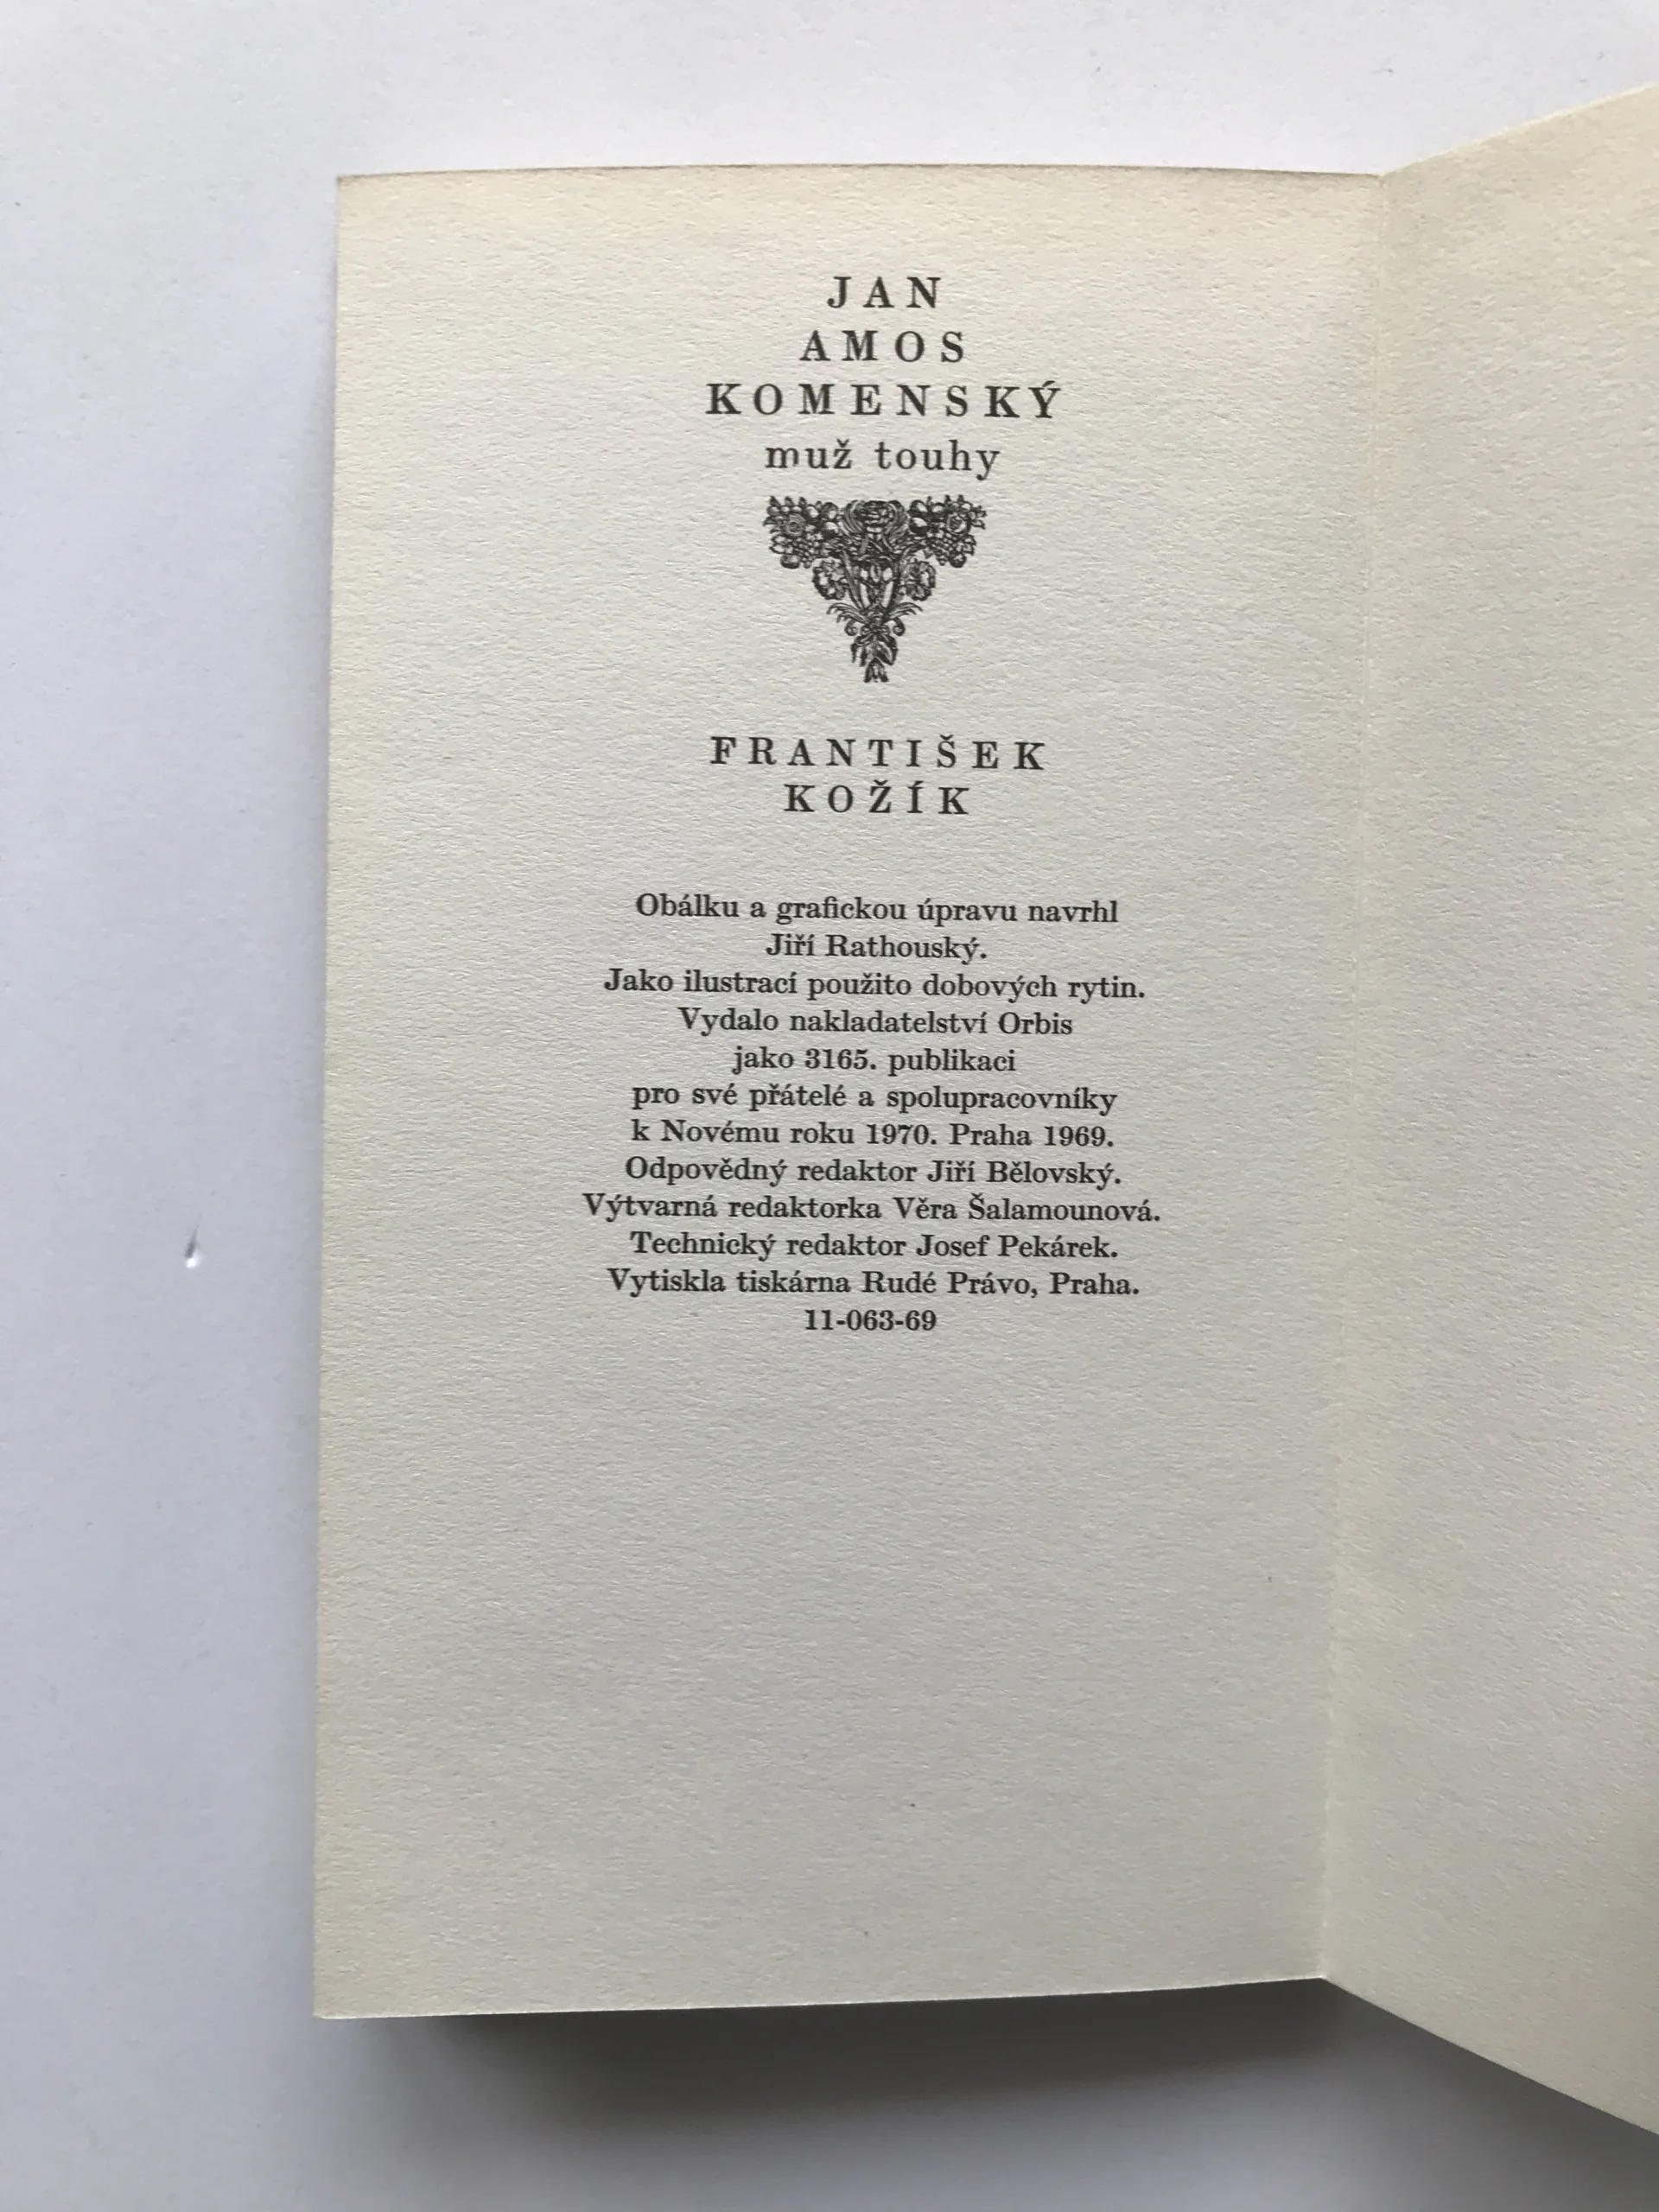 JAN
AMOS
KOMENSKÝ
muž touhy
FRANTIŠEK
KOŽÍK
Obálku a grafickou úpravu navrhl
Jiří Rathouský.
Jako ilustrací použito dobových rytin.
Vydalo nakladatelství Orbis
jako 3165. publikaci
pro své přátelé a spolupracovníky
k Novému roku 1970. Praha 1969.
Odpovědný redaktor Jiří Bělovský.
Výtvarná redaktorka Věra Šalamounová.
Technický redaktor Josef Pekárek.
Vytiskla tiskárna Rudé Právo, Praha.
11-063-69